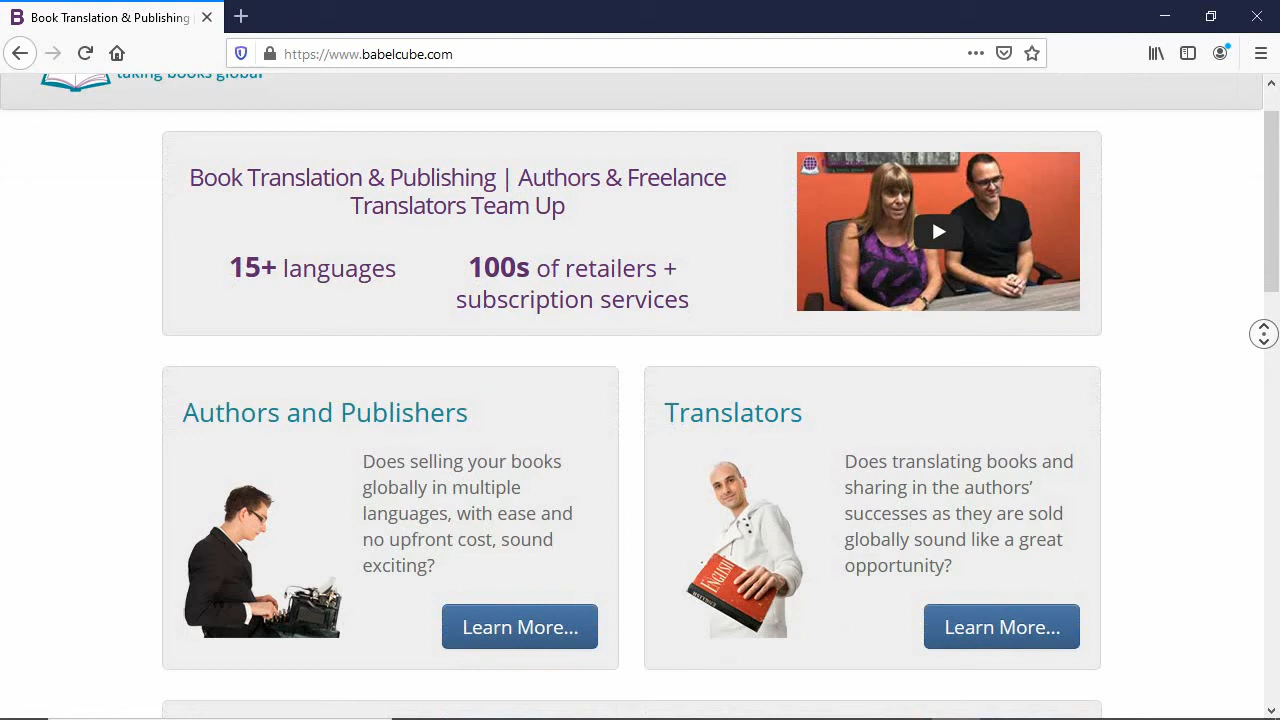 Book Translation & Publishing
https://www.babelcube.com
taking books global
Book Translation & Publishing | Authors & Freelance
Translators Team Up
15+ languages
100s of retailers +
subscription services
Authors and Publishers
Does selling your books
globally in multiple
languages, with ease and
no upfront cost, sound
exciting?
Learn More...
Translators
Does translating books and
sharing in the authors’
successes as they are sold
globally sound like a great
opportunity?
ENGLISH
Learn More...